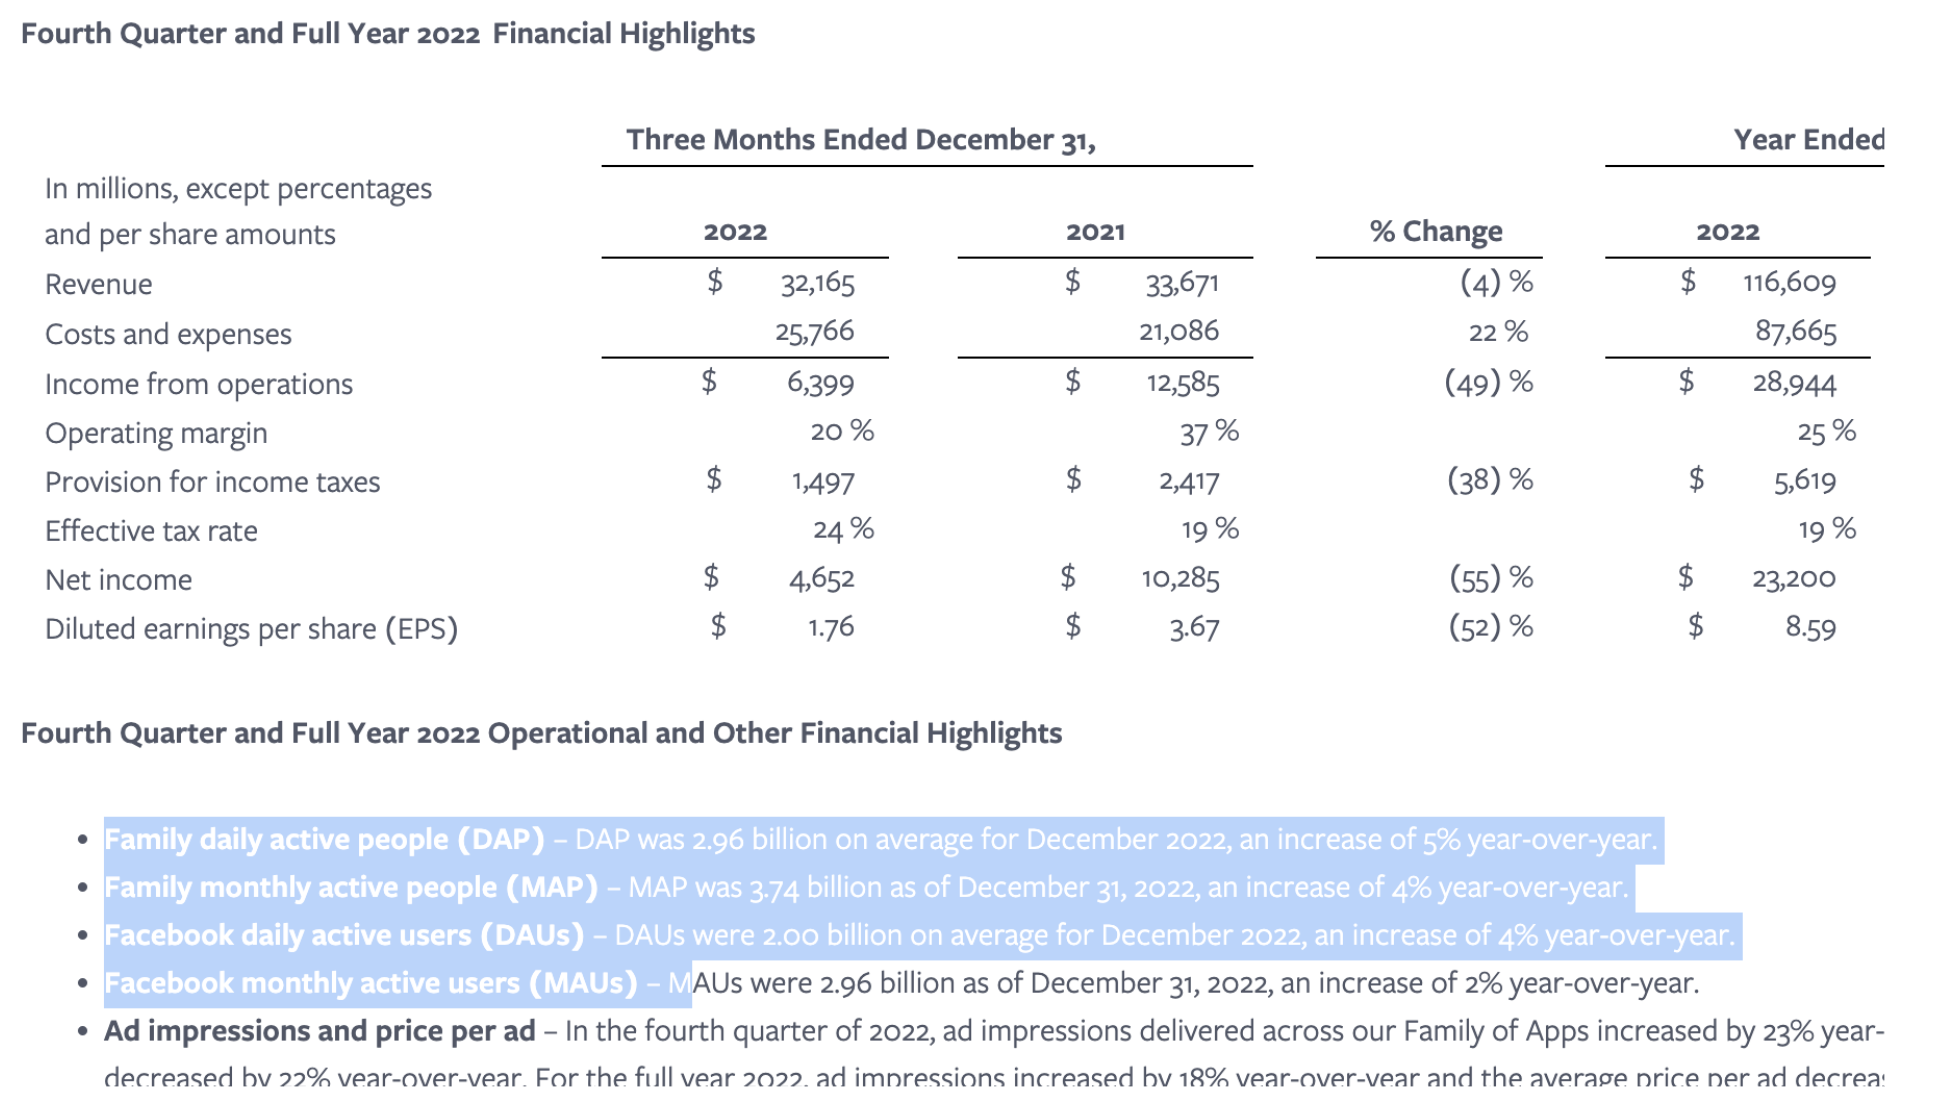 Fourth Quarter and Full Year 2022 Financial Highlights
Three Months Ended December 31,
Year Ended
In millions, except percentages
and per share amounts
2022 2021 % Change 2022
Revenue $ 32,165 $ 33,671 (4) % $ 116,609
Costs and expenses 25,766 21,086 22 % 87,665
Income from operations $ 6,399 $ 12,585 (49) % $ 28,944
Operating margin 20 % 37 % 25 %
Provision for income taxes $ 1,497 $ 2,417 (38) % $ 5,619
Effective tax rate 24 % 19 % 19 %
Net income $ 4,652 $ 10,285 (55) % $ 23,200
Diluted earnings per share (EPS) $ 1.76 $ 3.67 (52) % $ 8.59
Fourth Quarter and Full Year 2022 Operational and Other Financial Highlights
• Family daily active people (DAP) – DAP was 2.96 billion on average for December 2022, an increase of 5% year-over-year.
• Family monthly active people (MAP) – MAP was 3.74 billion as of December 31, 2022, an increase of 4% year-over-year.
• Facebook daily active users (DAUs) – DAUs were 2.00 billion on average for December 2022, an increase of 4% year-over-year.
• Facebook monthly active users (MAUs) – MAUs were 2.96 billion as of December 31, 2022, an increase of 2% year-over-year.
• Ad impressions and price per ad – In the fourth quarter of 2022, ad impressions delivered across our Family of Apps increased by 23% year-
decreased by 22% year-over-year. For the full year 2022, ad impressions increased by 18% year-over-year and the average price per ad